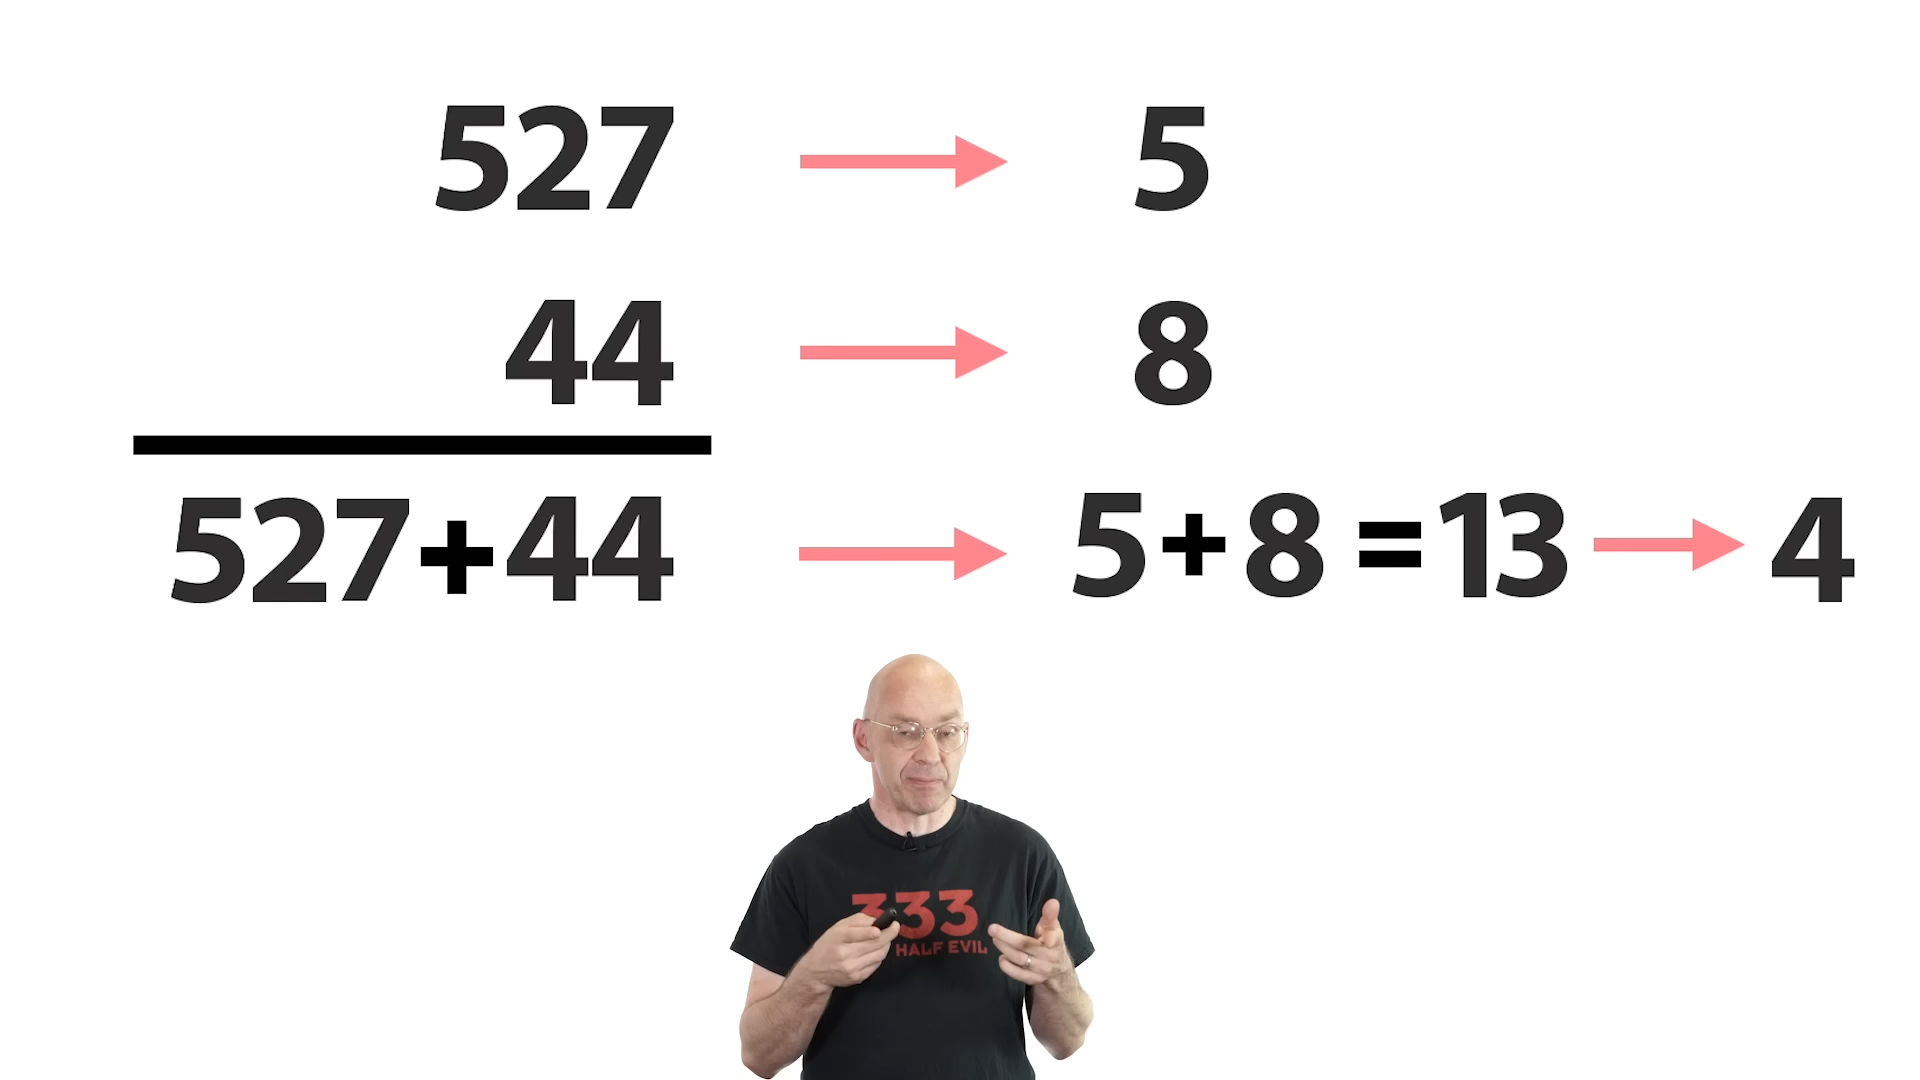 527 → 5
44 → 8
527+44 → 5+8=13 → 4
333
HALF EVIL